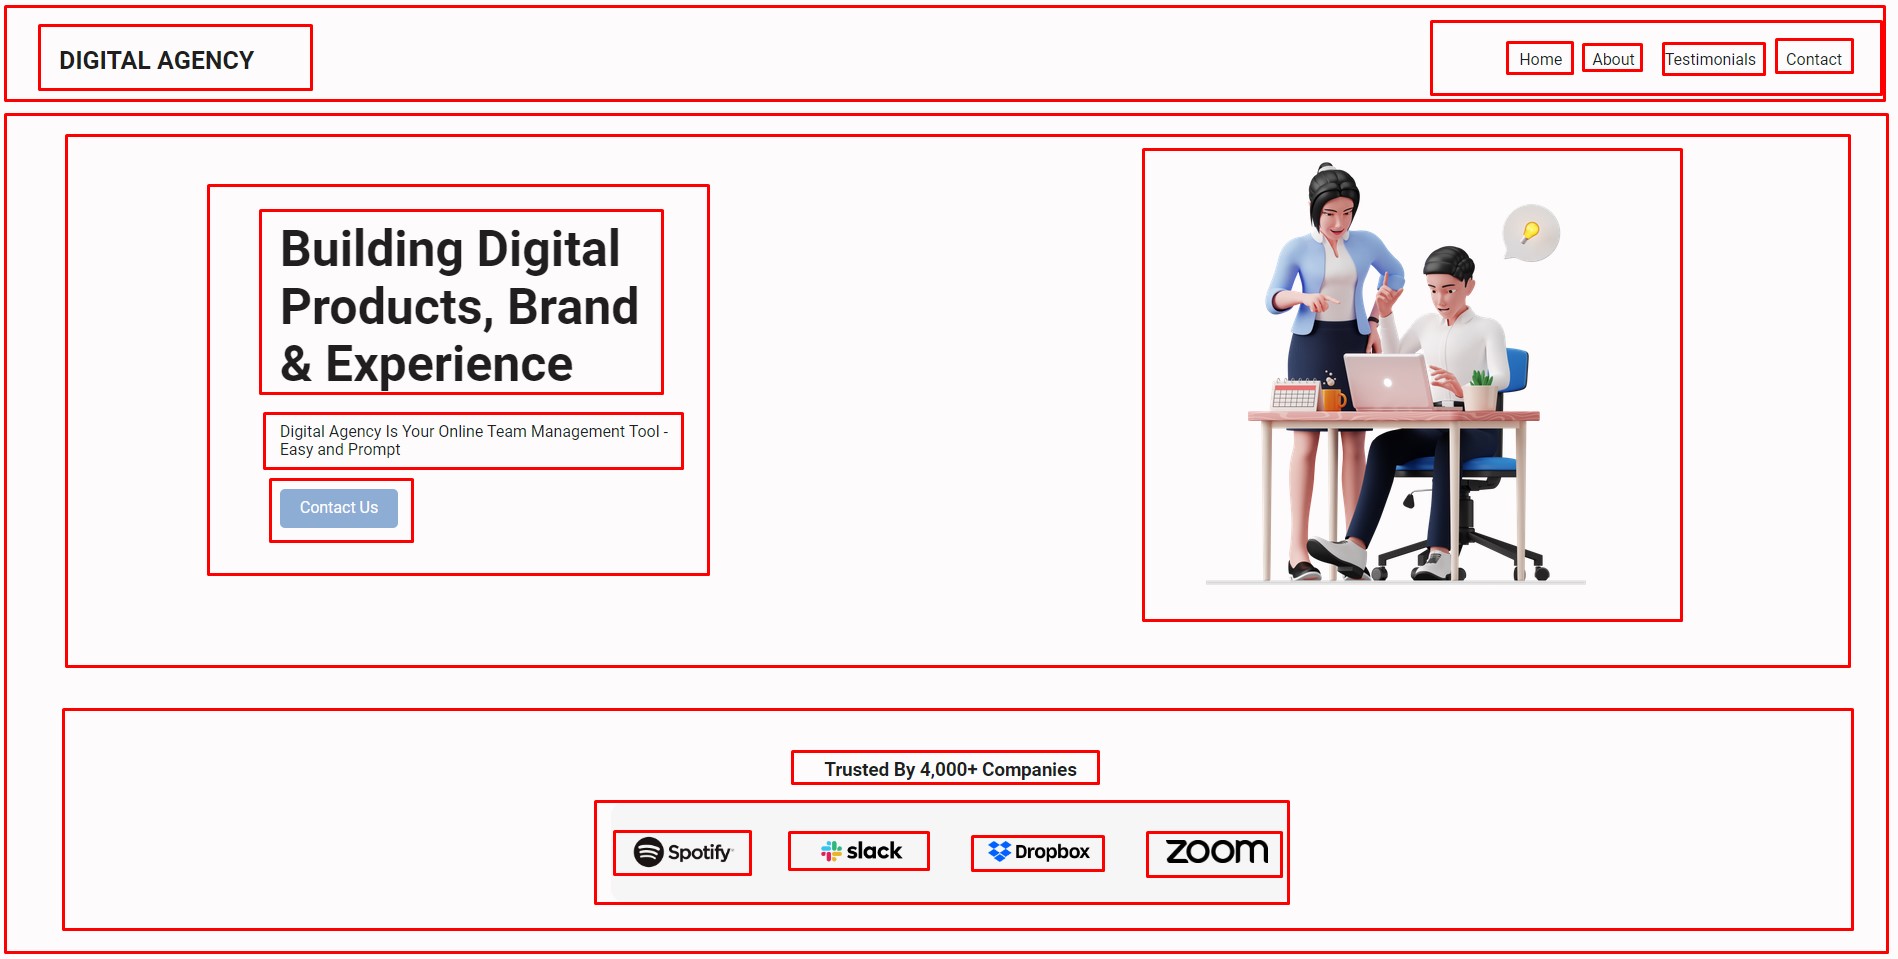 DIGITAL AGENCY
Home About Testimonials Contact
Building Digital
Products, Brand
& Experience
Digital Agency Is Your Online Team Management Tool -
Easy and Prompt
Contact Us
Trusted By 4,000+ Companies
Spotify slack Dropbox zoom